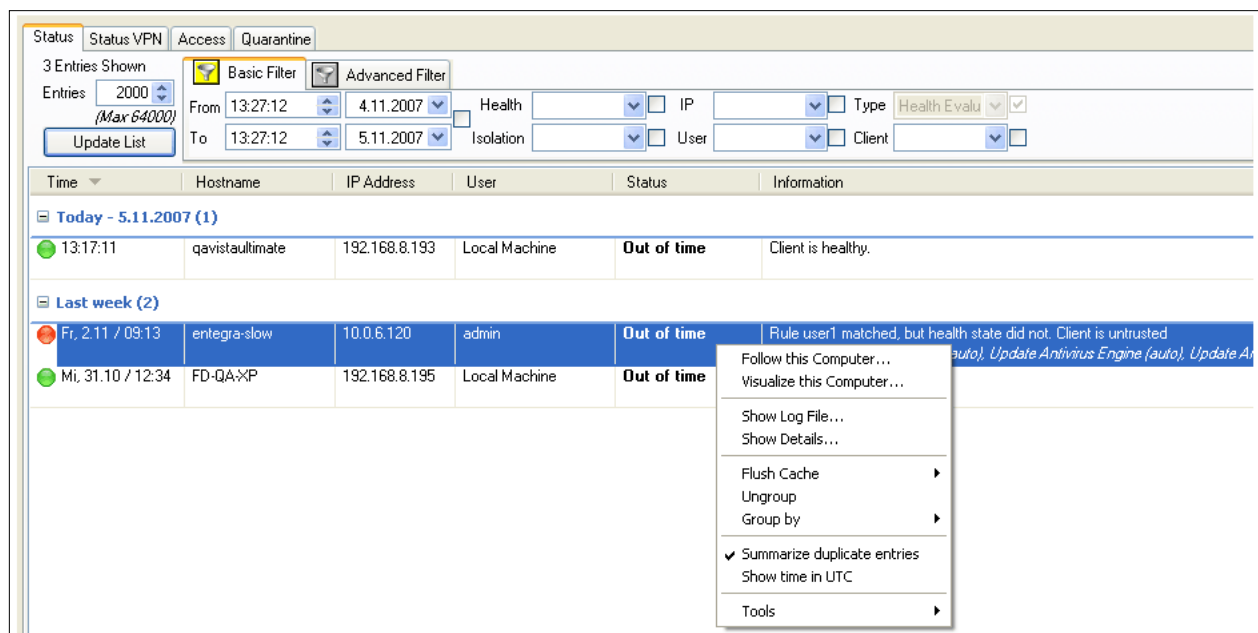 Status Status VPN Access Quarantine
3 Entries Shown Basic Filter Advanced Filter
Entries 2000 From 13:27:12 4.11.2007 Health IP Type Health Evalu
(Max 64000)
Update List To 13:27:12 5.11.2007 Isolation User Client
Time Hostname IP Address User Status Information
Today - 5.11.2007 (1)
13:17:11 qavistaultimate 192.168.8.193 Local Machine Out of time Client is healthy.
Last week (2)
Fr, 2.11 / 09:13 entegra-slow 10.0.6.120 admin Out of time Rule user1 matched, but health state did not. Client is untrusted
auto), Update Antivirus Engine (auto), Update
Mi, 31.10 / 12:34 FD-QA-XP 192.168.8.195 Local Machine Out of time
Follow this Computer...
Visualize this Computer...
Show Log File...
Show Details...
Flush Cache
Ungroup
Group by
Summarize duplicate entries
Show time in UTC
Tools